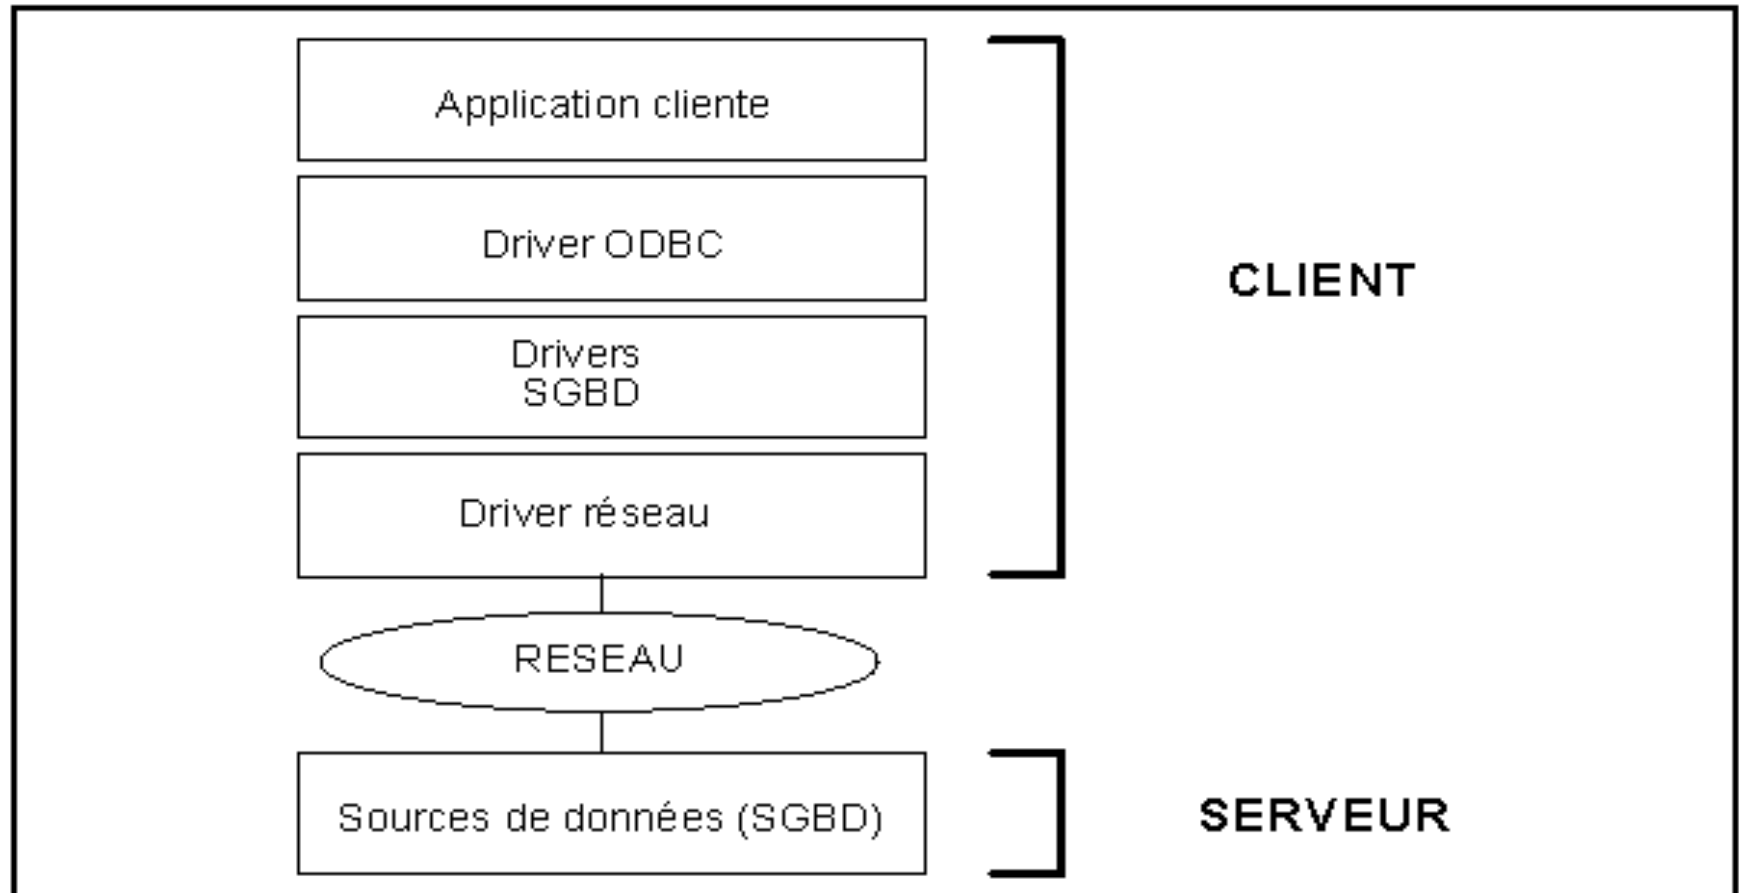 Application cliente
Driver ODBC
CLIENT
Drivers
SGBD
Driver réseau
RESEAU
Sources de données (SGBD)
SERVEUR